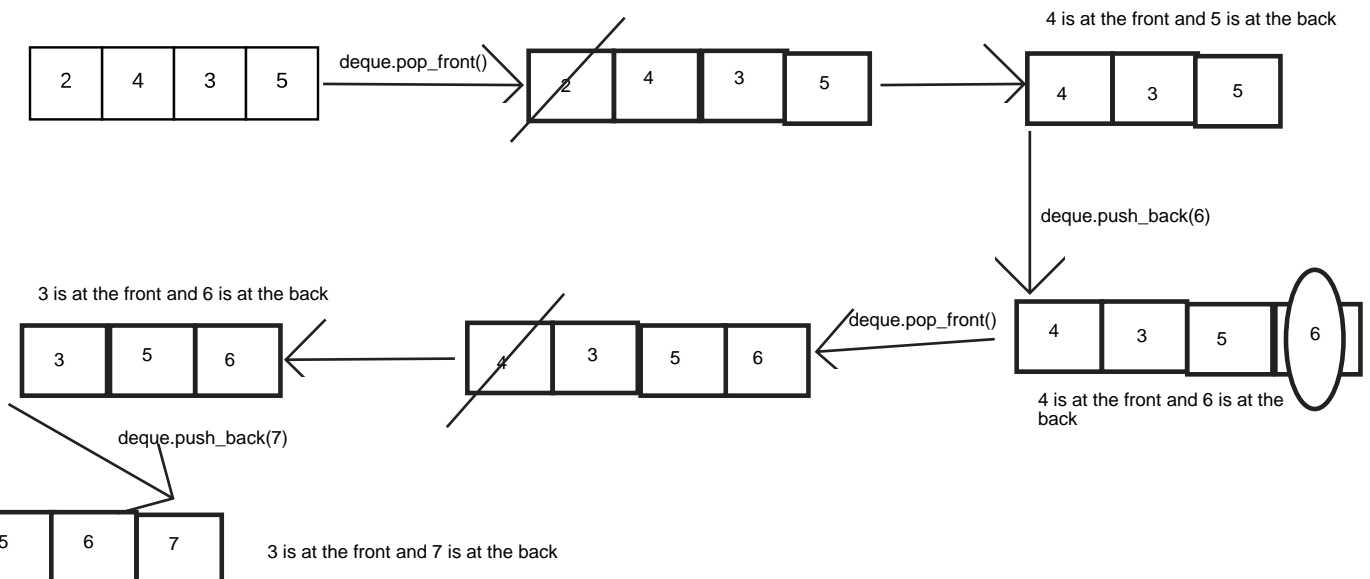 4 is at the front and 5 is at the back
2 4 3 5
deque.pop_front()
2 4 3 5
4 3 5
deque.push_back(6)
3 is at the front and 6 is at the back
3 5 6
4 3 5 6
deque.pop_front()
4 3 5 6
4 is at the front and 6 is at the
back
deque.push_back(7)
5 6 7
3 is at the front and 7 is at the back